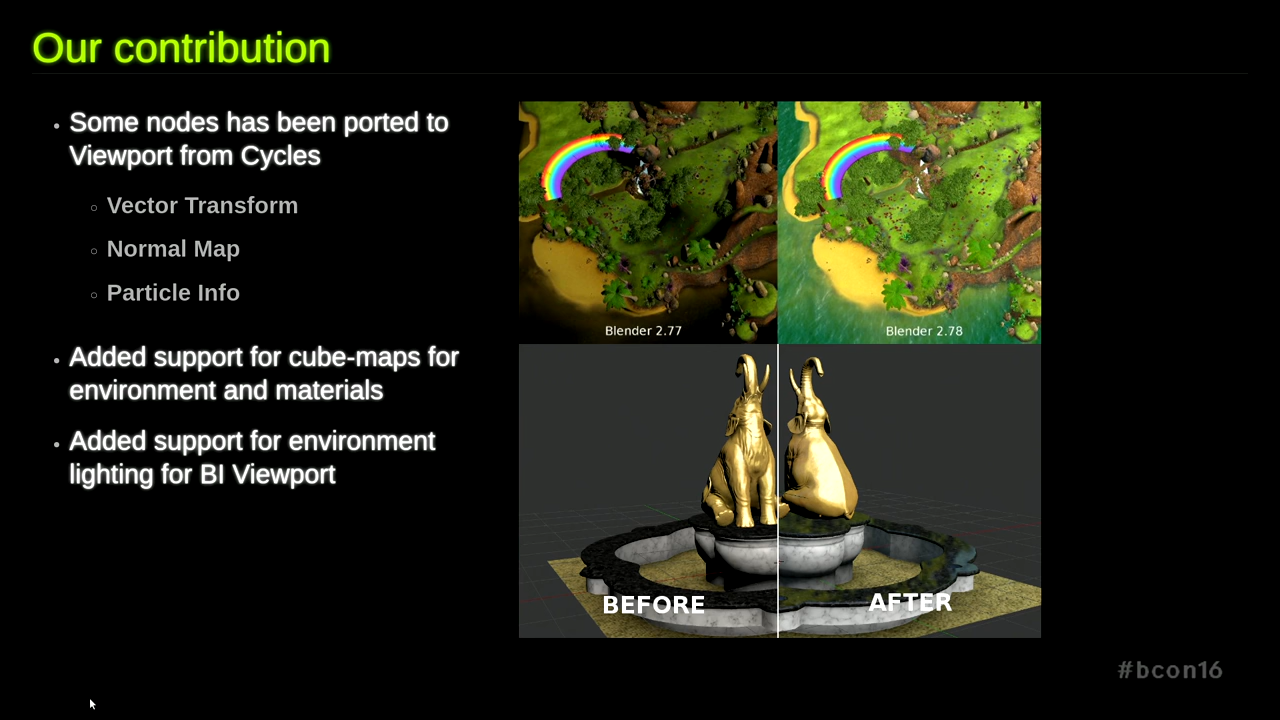 Our contribution
Some nodes has been ported to
Viewport from Cycles
Vector Transform
Normal Map
Particle Info
Added support for cube-maps for
environment and materials
Added support for environment
lighting for BI Viewport
Blender 2.77
Blender 2.78
BEFORE
AFTER
#bcon16